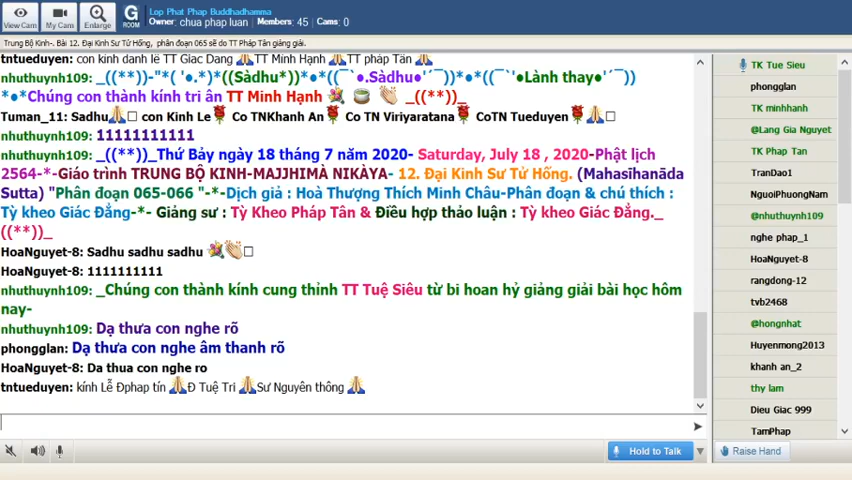 Lop Phat Phap Buddhadhamma
Owner: chua phap luan  Members: 45  Cams: 0
View Cam
My Cam
Enlarge
G
ROOM
Trung Bộ Kinh-. Bài 12. Đại Kinh Sư Tử Hống, phân đoạn 065 sẽ do TT Pháp Tân giảng giải.
tntueduyen: con kính đảnh lễ TT Giác Đẳng 🙏TT Minh Hạnh 🙏TT pháp Tân 🙏
nhuthuynh109: _((**))-"*( '●.*)*((Sàdhu*))*●*((¯`●.Sàdhu●'´¯))*●*((¯`'●Lành thay●'´¯))
*●*Chúng con thành kính tri ân TT Minh Hạnh _((**))_
Tuman_11: Sadhu🙏□ con Kinh Le🌹 Co TNKhanh An🌹 Co TN Viriyaratana🌹 CoTN Tueduyen🌹🙏□
nhuthuynh109: 11111111111
nhuthuynh109: _((**))_Thứ Bảy ngày 18 tháng 7 năm 2020- Saturday, July 18 , 2020-Phật lịch
2564-*-Giáo trình TRUNG BỘ KINH-MAJJHIMÀ NIKÀYA- 12. Đại Kinh Sư Tử Hống. (Mahasîhanāda
Sutta) "Phân đoạn 065-066 "-*-Dịch giả : Hoà Thượng Thích Minh Châu-Phân đoạn & chú thích :
Tỳ kheo Giác Đẳng-*- Giảng sư : Tỳ Kheo Pháp Tân & Điều hợp thảo luận : Tỳ kheo Giác Đẳng._
((**))_
HoaNguyet-8: Sadhu sadhu sadhu 💐👏□
HoaNguyet-8: 1111111111
nhuthuynh109: _Chúng con thành kính cung thỉnh TT Tuệ Siêu từ bi hoan hỷ giảng giải bài học hôm
nay-
nhuthuynh109: Dạ thưa con nghe rõ
phongglan: Dạ thưa con nghe âm thanh rõ
HoaNguyet-8: Da thua con nghe ro
tntueduyen: kính Lễ Đphap tín 🙏Đ Tuệ Tri 🙏Sư Nguyên thông 🙏
Hold to Talk
TK Tue Sieu
phongglan
TK minhhanh
@Lang Gia Nguyet
TK Phap Tan
TranDao1
NguoiPhuongNam
@nhuthuynh109
nghe phap_1
HoaNguyet-8
rangdong-12
tvb2468
@hongnhat
Huyenmong2013
khanh an_2
thy lam
Dieu Giac 999
TamPhap
Raise Hand